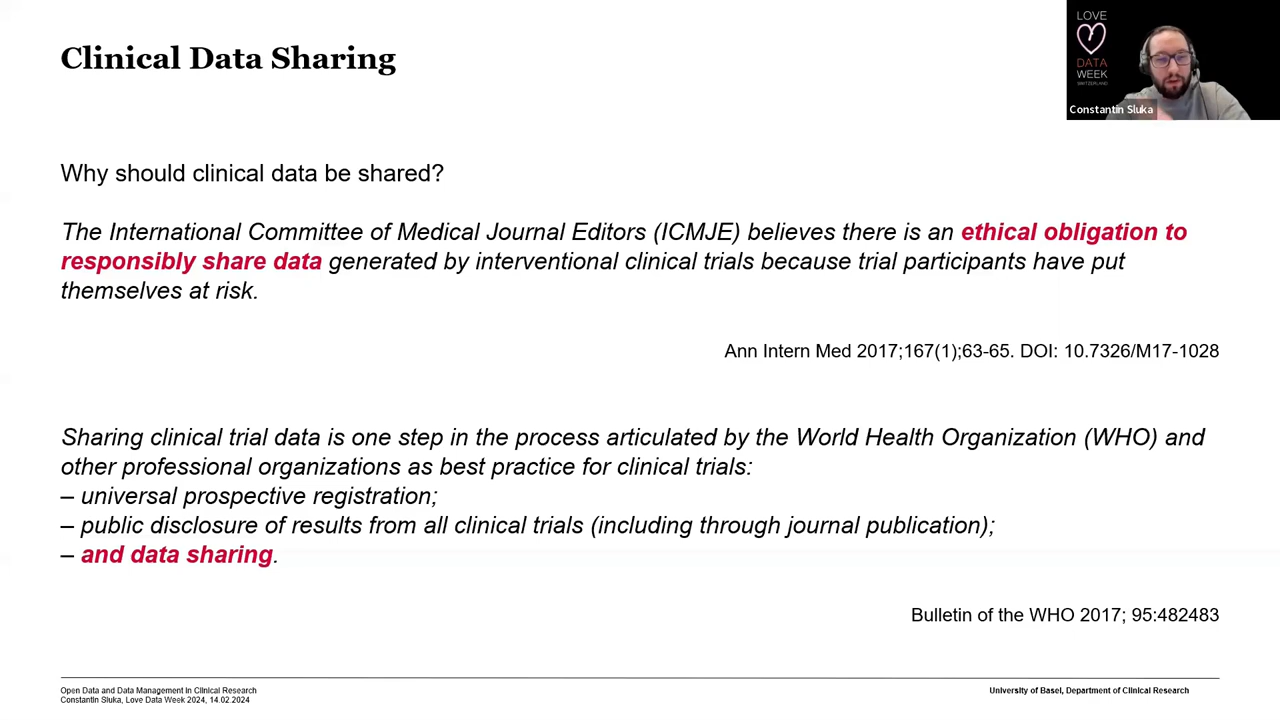 Clinical Data Sharing
LOVE
DATA
WEEK
SWITZERLAND
Constantin Sluka
Why should clinical data be shared?
The International Committee of Medical Journal Editors (ICMJE) believes there is an ethical obligation to
responsibly share data generated by interventional clinical trials because trial participants have put
themselves at risk.
Ann Intern Med 2017;167(1);63-65. DOI: 10.7326/M17-1028
Sharing clinical trial data is one step in the process articulated by the World Health Organization (WHO) and
other professional organizations as best practice for clinical trials:
– universal prospective registration;
– public disclosure of results from all clinical trials (including through journal publication);
– and data sharing.
Bulletin of the WHO 2017; 95:482483
Open Data and Data Management in Clinical Research
Constantin Sluka, Love Data Week 2024, 14.02.2024
University of Basel, Department of Clinical Research